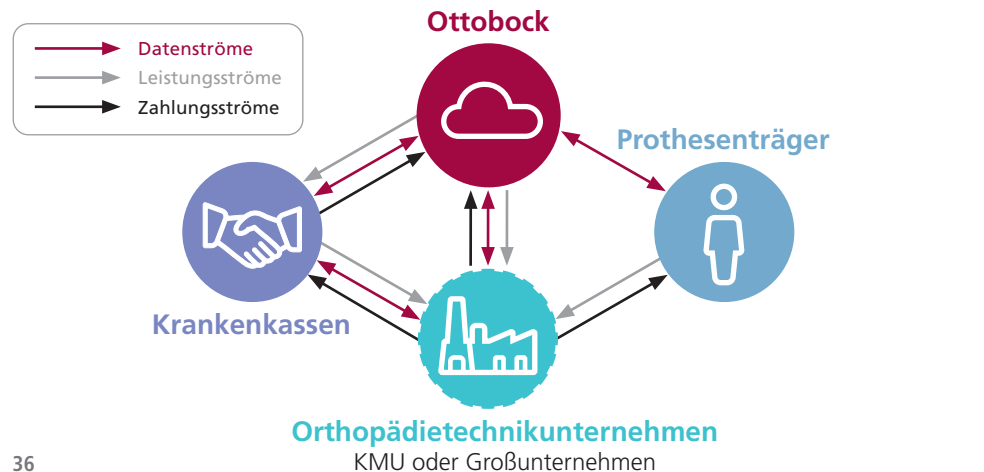 Ottobock
Datenströme
Leistungsströme
Zahlungsströme
Prothesenträger
Krankenkassen
Orthopädietechnikunternehmen
KMU oder Großunternehmen
36